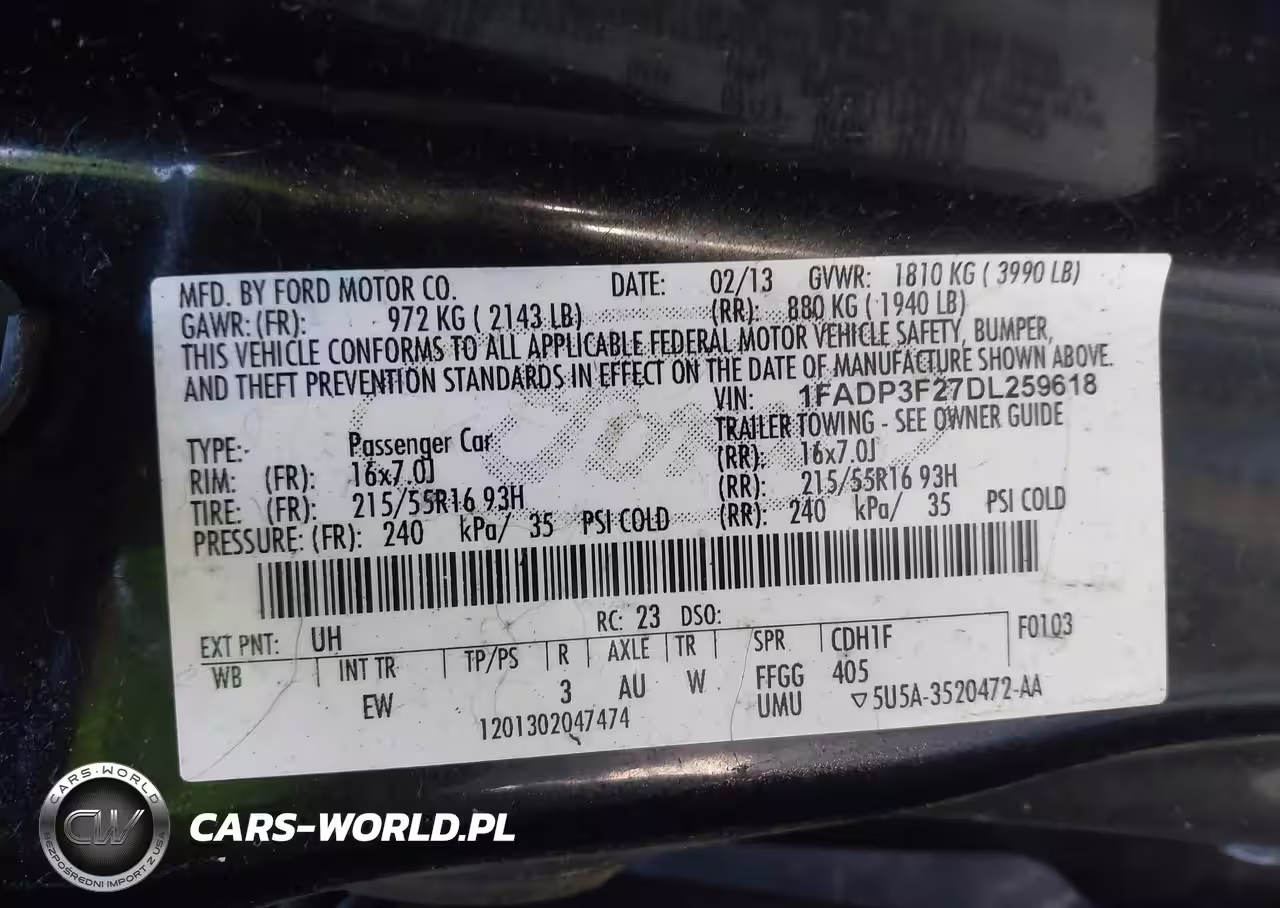 MFD. BY FORD MOTOR CO. DATE: 02/13 GVWR: 1810 KG ( 3990 LB)
GAWR: (FR): 972 KG ( 2143 LB) (RR): 880 KG ( 1940 LB)
THIS VEHICLE CONFORMS TO ALL APPLICABLE FEDERAL MOTOR VEHICLE SAFETY, BUMPER,
AND THEFT PREVENTION STANDARDS IN EFFECT ON THE DATE OF MANUFACTURE SHOWN ABOVE.
VIN: 1FADP3F27DL259618
TRAILER TOWING - SEE OWNER GUIDE
TYPE:- Passenger Car
RIM: (FR): 16x7.0J (RR): 16x7.0J
TIRE: (FR): 215/55R16 93H (RR): 215/55R16 93H
PRESSURE: (FR): 240 kPa/ 35 PSI COLD (RR): 240 kPa/ 35 PSI COLD
RC: 23 DSO:
EXT PNT: UH F0103
WB INT TR TP/PS R AXLE TR SPR CDH1F
EW 3 AU W FFGG 405
1201302047474 UMU ▽5U5A-3520472-AA
CARS-WORLD
CW
BEZPOŚREDNI IMPORT Z USA
CARS-WORLD.PL